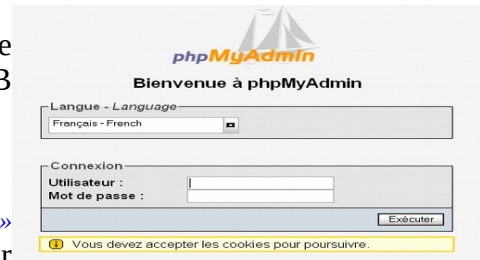 e
B
»
r
phpMyAdmin
Bienvenue à phpMyAdmin
Langue - Language
Français - French
Connexion
Utilisateur :
Mot de passe :
Exécuter
Vous devez accepter les cookies pour poursuivre.